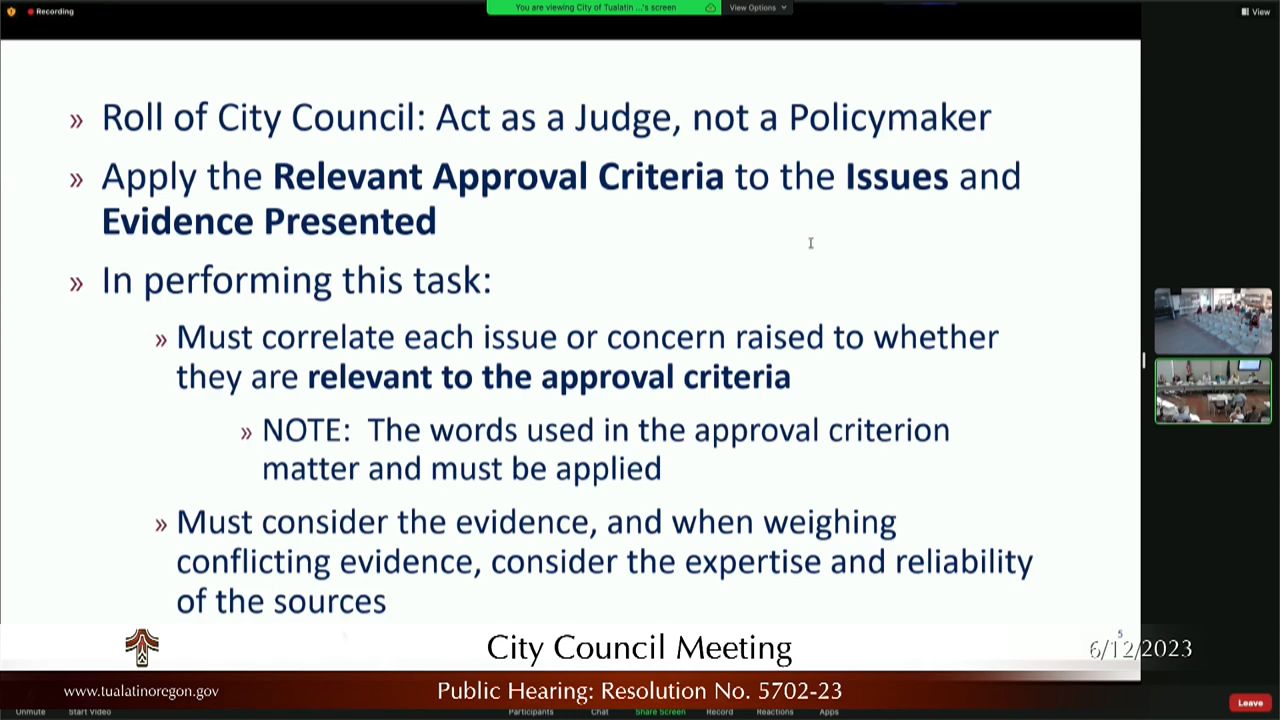 Recording
You are viewing City of Tualatin ...'s screen
View Options
View
» Roll of City Council: Act as a Judge, not a Policymaker
» Apply the Relevant Approval Criteria to the Issues and
Evidence Presented
» In performing this task:
» Must correlate each issue or concern raised to whether
they are relevant to the approval criteria
» NOTE: The words used in the approval criterion
matter and must be applied
» Must consider the evidence, and when weighing
conflicting evidence, consider the expertise and reliability
of the sources
5
City Council Meeting
6/12/2023
www.tualatinoregon.gov
Public Hearing: Resolution No. 5702-23
Unmute
Start Video
Participants
Chat
Share Screen
Record
Reactions
Apps
Leave